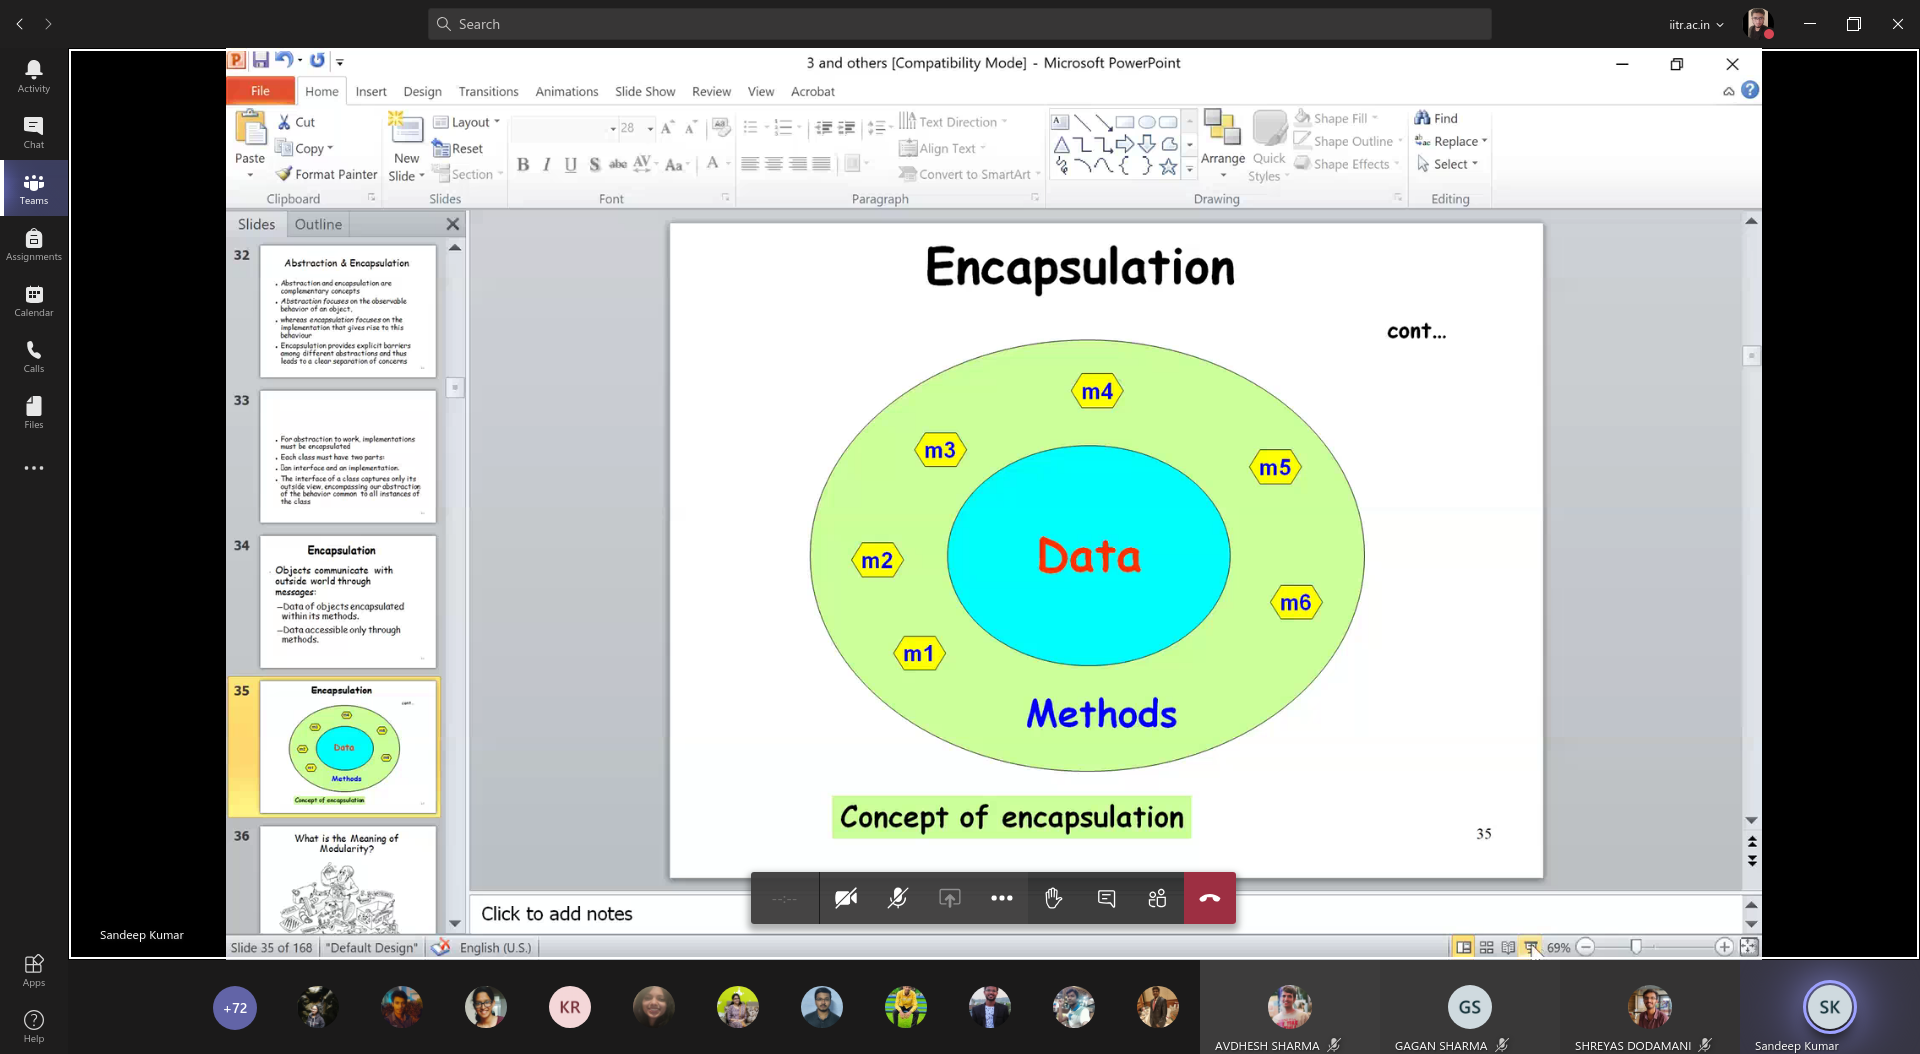 Search
iitr.ac.in
Activity
Chat
Teams
Assignments
Calendar
Calls
Files
Apps
Help
3 and others [Compatibility Mode] - Microsoft PowerPoint
File Home Insert Design Transitions Animations Slide Show Review View Acrobat
Paste
Cut
Copy
Format Painter
Clipboard
New Slide
Layout
Reset
Section
Slides
28
B I U S abc AV Aa A
Font
Text Direction
Align Text
Convert to SmartArt
Paragraph
Arrange
Quick Styles
Shape Fill
Shape Outline
Shape Effects
Drawing
Find
Replace
Select
Editing
Slides Outline
32
Abstraction & Encapsulation
• Abstraction and encapsulation are
complementary concepts
• Abstraction focuses on the observable
behavior of an object,
• whereas encapsulation focuses on the
implementation that gives rise to this
behaviour
• Encapsulation provides explicit barriers
among different abstractions and thus
leads to a clear separation of concerns
33
• For abstraction to work, implementations
must be encapsulated
• Each class must have two parts:
• an interface and an implementation.
• The interface of a class captures only its
outside view, encompassing our abstraction
of the behavior common to all instances of
the class
34
Encapsulation
Objects communicate with
outside world through
messages:
–Data of objects encapsulated
within its methods.
–Data accessible only through
methods.
35
Encapsulation
cont...
Data
Methods
Concept of encapsulation
36
What is the Meaning of
Modularity?
Encapsulation
cont...
m4
m3
m5
m2
Data
m6
m1
Methods
Concept of encapsulation
35
Click to add notes
--:--
Sandeep Kumar
Slide 35 of 168 "Default Design" English (U.S.)
69%
+72
KR
GS
SK
AVDHESH SHARMA
GAGAN SHARMA
SHREYAS DODAMANI
Sandeep Kumar